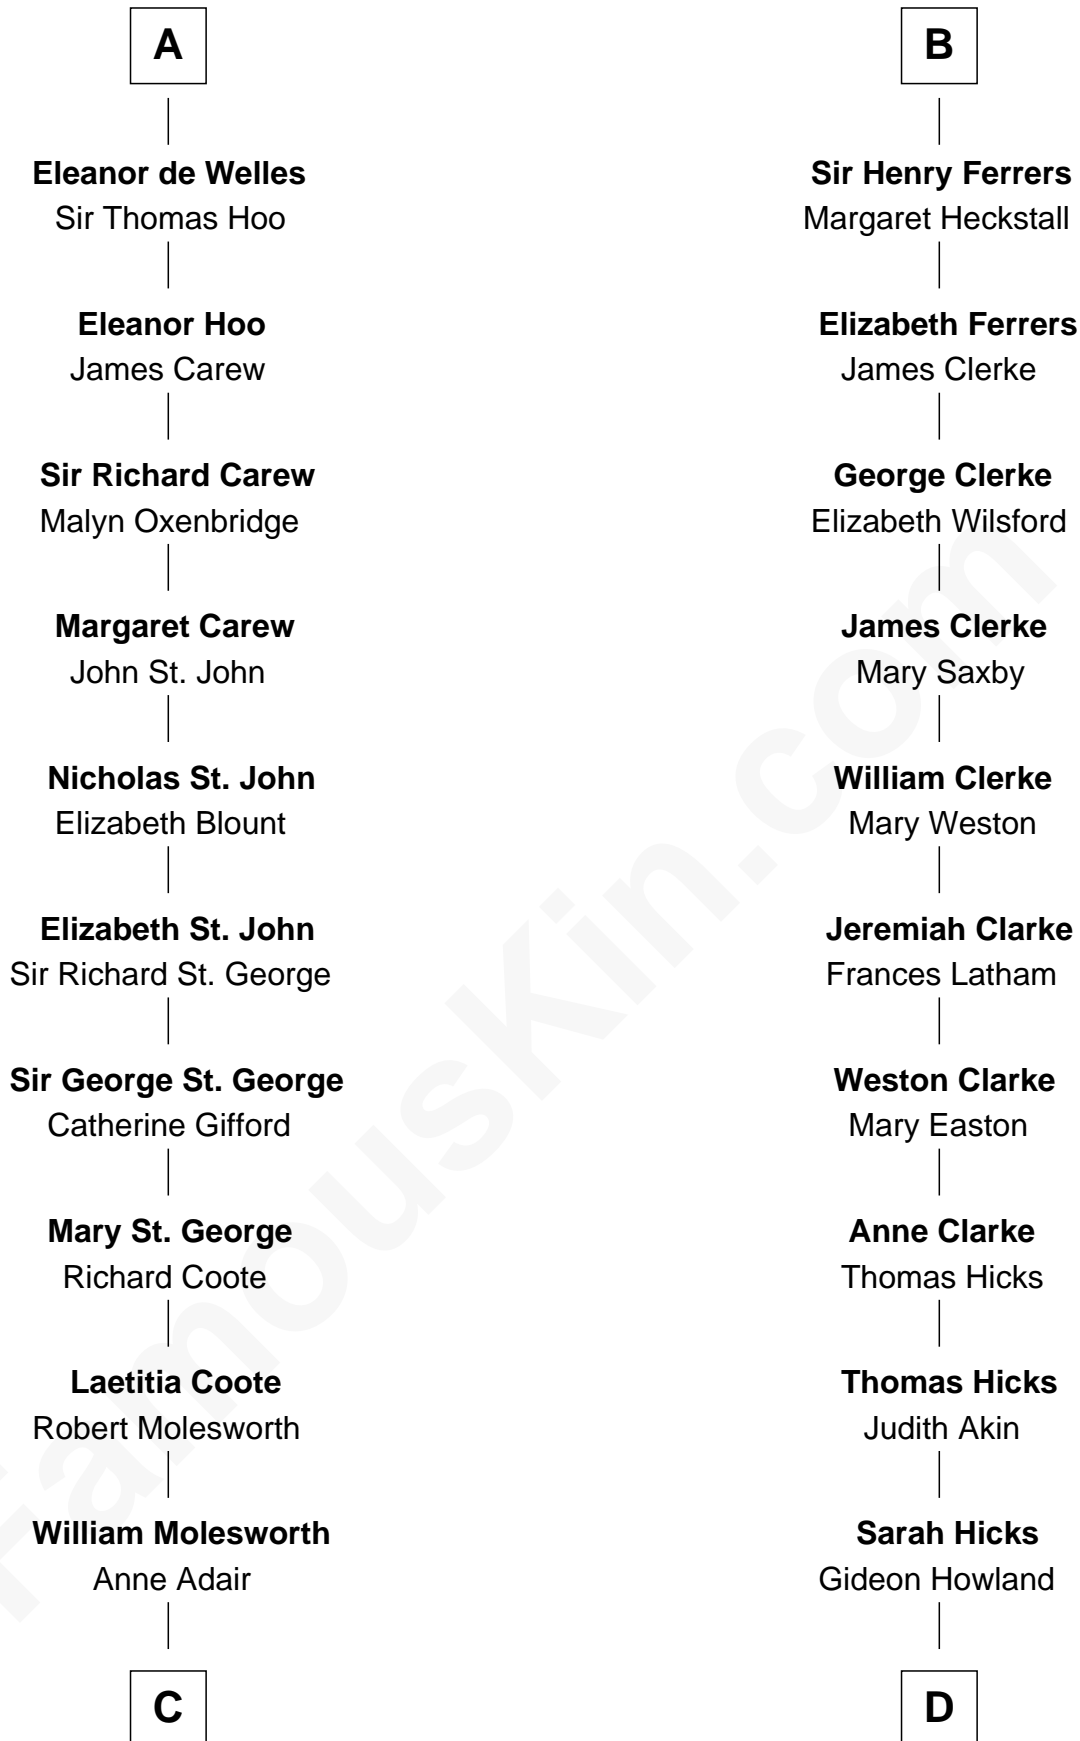 A
Eleanor de Welles
Sir Thomas Hoo
Eleanor Hoo
James Carew
Sir Richard Carew
Malyn Oxenbridge
Margaret Carew
John St. John
Nicholas St. John
Elizabeth Blount
Elizabeth St. John
Sir Richard St. George
Sir George St. George
Catherine Gifford
Mary St. George
Richard Coote
Laetitia Coote
Robert Molesworth
William Molesworth
Anne Adair
C
B
Sir Henry Ferrers
Margaret Heckstall
Elizabeth Ferrers
James Clerke
George Clerke
Elizabeth Wilsford
James Clerke
Mary Saxby
William Clerke
Mary Weston
Jeremiah Clarke
Frances Latham
Weston Clarke
Mary Easton
Anne Clarke
Thomas Hicks
Thomas Hicks
Judith Akin
Sarah Hicks
Gideon Howland
D
FamousKin.com